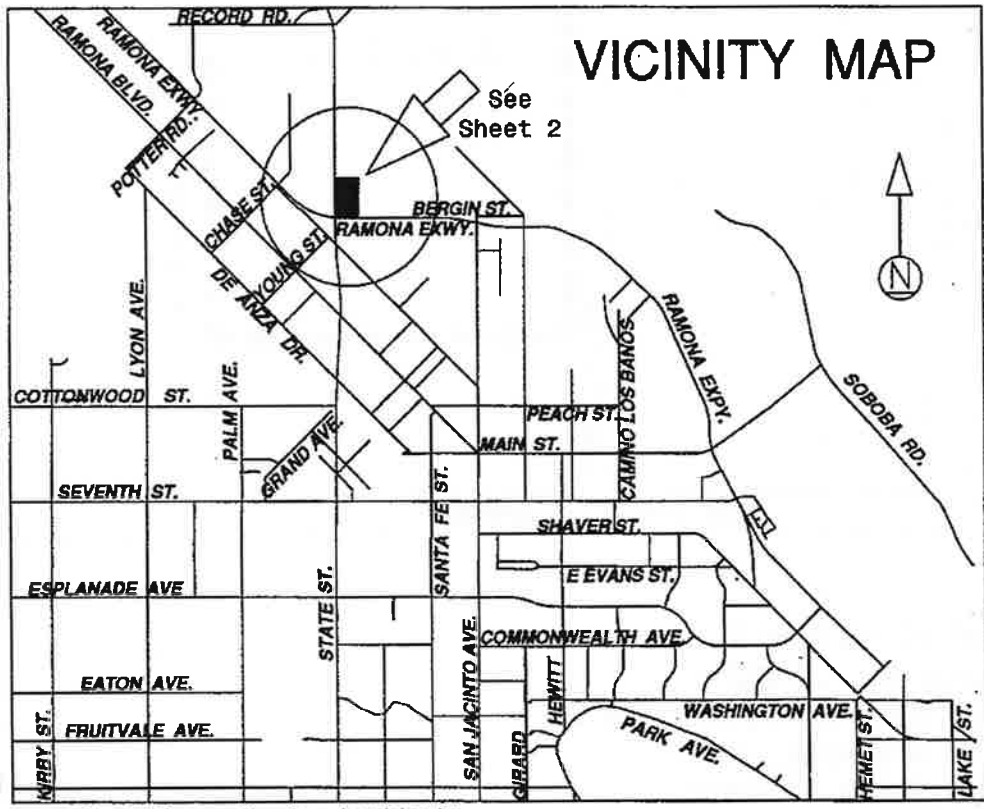 RECORD RD.
VICINITY MAP
RAMONA EXWY.
RAMONA BLVD.
See
Sheet 2
POTTER RD.
CHASE ST.
BERGIN ST.
RAMONA EXWY.
YOUNG ST.
N
DE ANZA DR.
LYON AVE.
RAMONA EXPY.
CAMINO LOS BANOS
SOBOBA RD.
COTTONWOOD ST.
PALM AVE.
GRAND AVE.
PEACH ST.
MAIN ST.
SEVENTH ST.
SANTA FE ST.
SHAVER ST.
E EVANS ST.
ESPLANADE AVE
STATE ST.
SAN JACINTO AVE.
COMMONWEALTH AVE.
EATON AVE.
HEWITT
WASHINGTON AVE.
FRUITVALE AVE.
PARK AVE.
KIRBY ST.
GIRARD
HEMET ST.
LAKE ST.